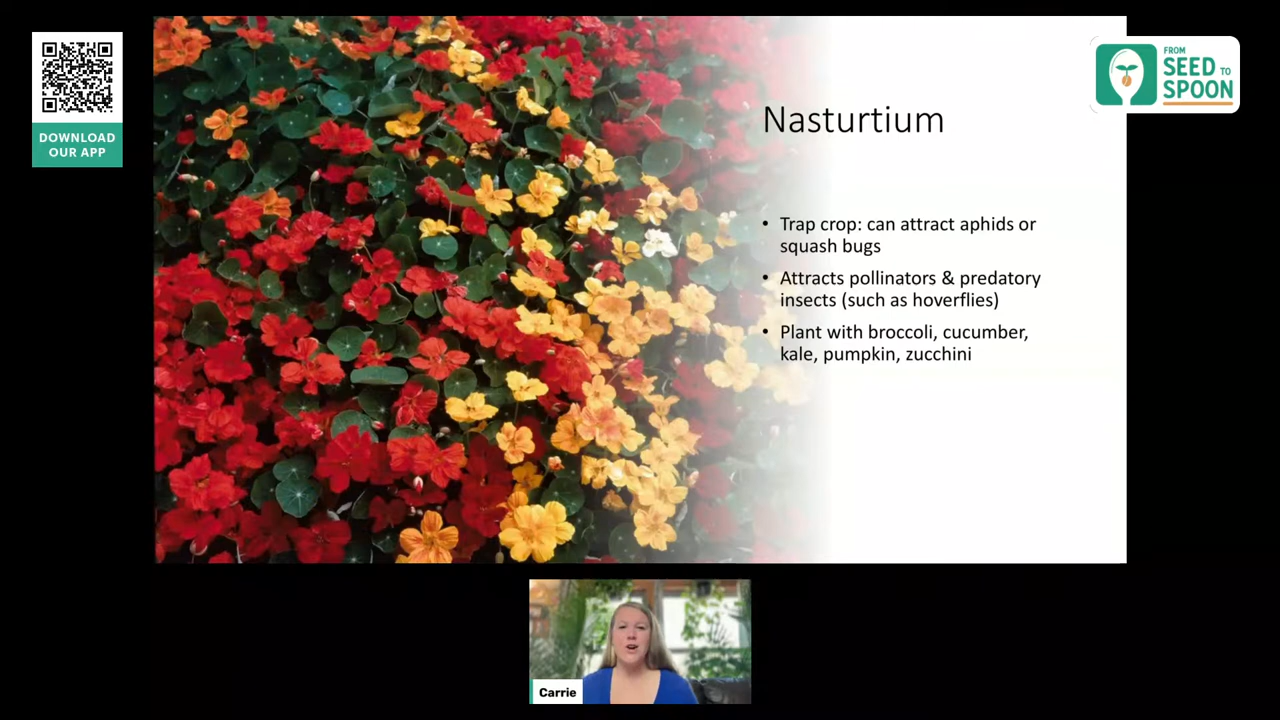 DOWNLOAD
OUR APP
FROM
SEED TO
SPOON
Nasturtium
• Trap crop: can attract aphids or
squash bugs
• Attracts pollinators & predatory
insects (such as hoverflies)
• Plant with broccoli, cucumber,
kale, pumpkin, zucchini
Carrie